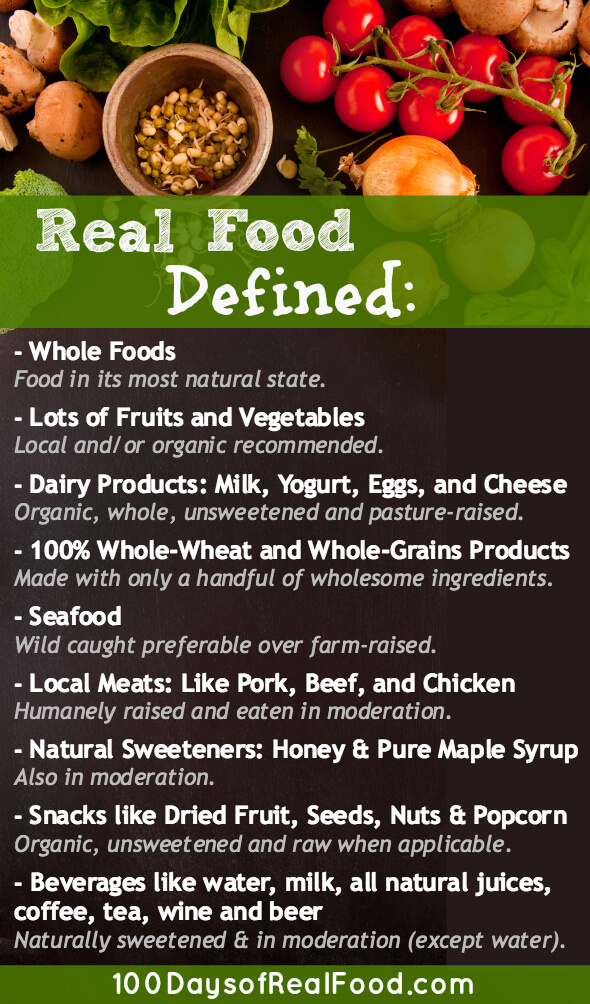 Real Food
Defined:
- Whole Foods
Food in its most natural state.
- Lots of Fruits and Vegetables
Local and/or organic recommended.
- Dairy Products: Milk, Yogurt, Eggs, and Cheese
Organic, whole, unsweetened and pasture-raised.
- 100% Whole-Wheat and Whole-Grains Products
Made with only a handful of wholesome ingredients.
- Seafood
Wild caught preferable over farm-raised.
- Local Meats: Like Pork, Beef, and Chicken
Humanely raised and eaten in moderation.
- Natural Sweeteners: Honey & Pure Maple Syrup
Also in moderation.
- Snacks like Dried Fruit, Seeds, Nuts & Popcorn
Organic, unsweetened and raw when applicable.
- Beverages like water, milk, all natural juices,
coffee, tea, wine and beer
Naturally sweetened & in moderation (except water).
100DaysofRealFood.com